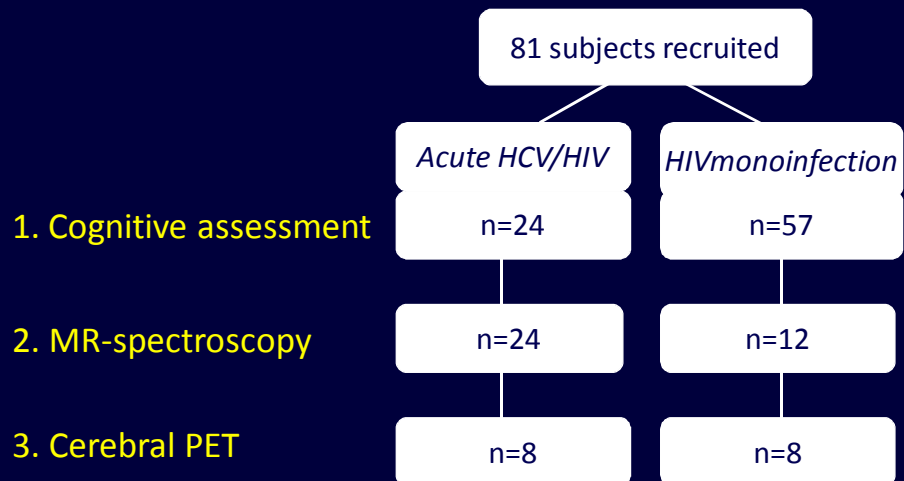 81 subjects recruited
Acute HCV/HIV
HIVmonoinfection
1. Cognitive assessment
n=24
n=57
2. MR-spectroscopy
n=24
n=12
3. Cerebral PET
n=8
n=8